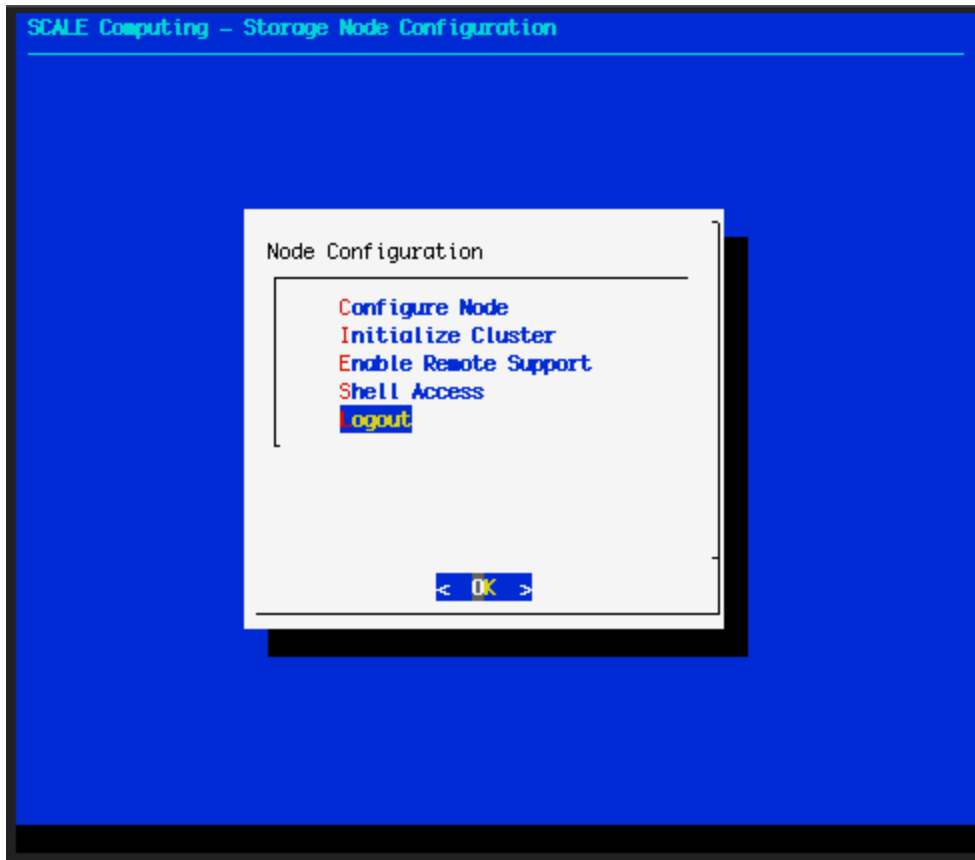 SCALE Computing – Storage Node Configuration
Node Configuration
Configure Node
Initialize Cluster
Enable Remote Support
Shell Access
Logout
< OK >